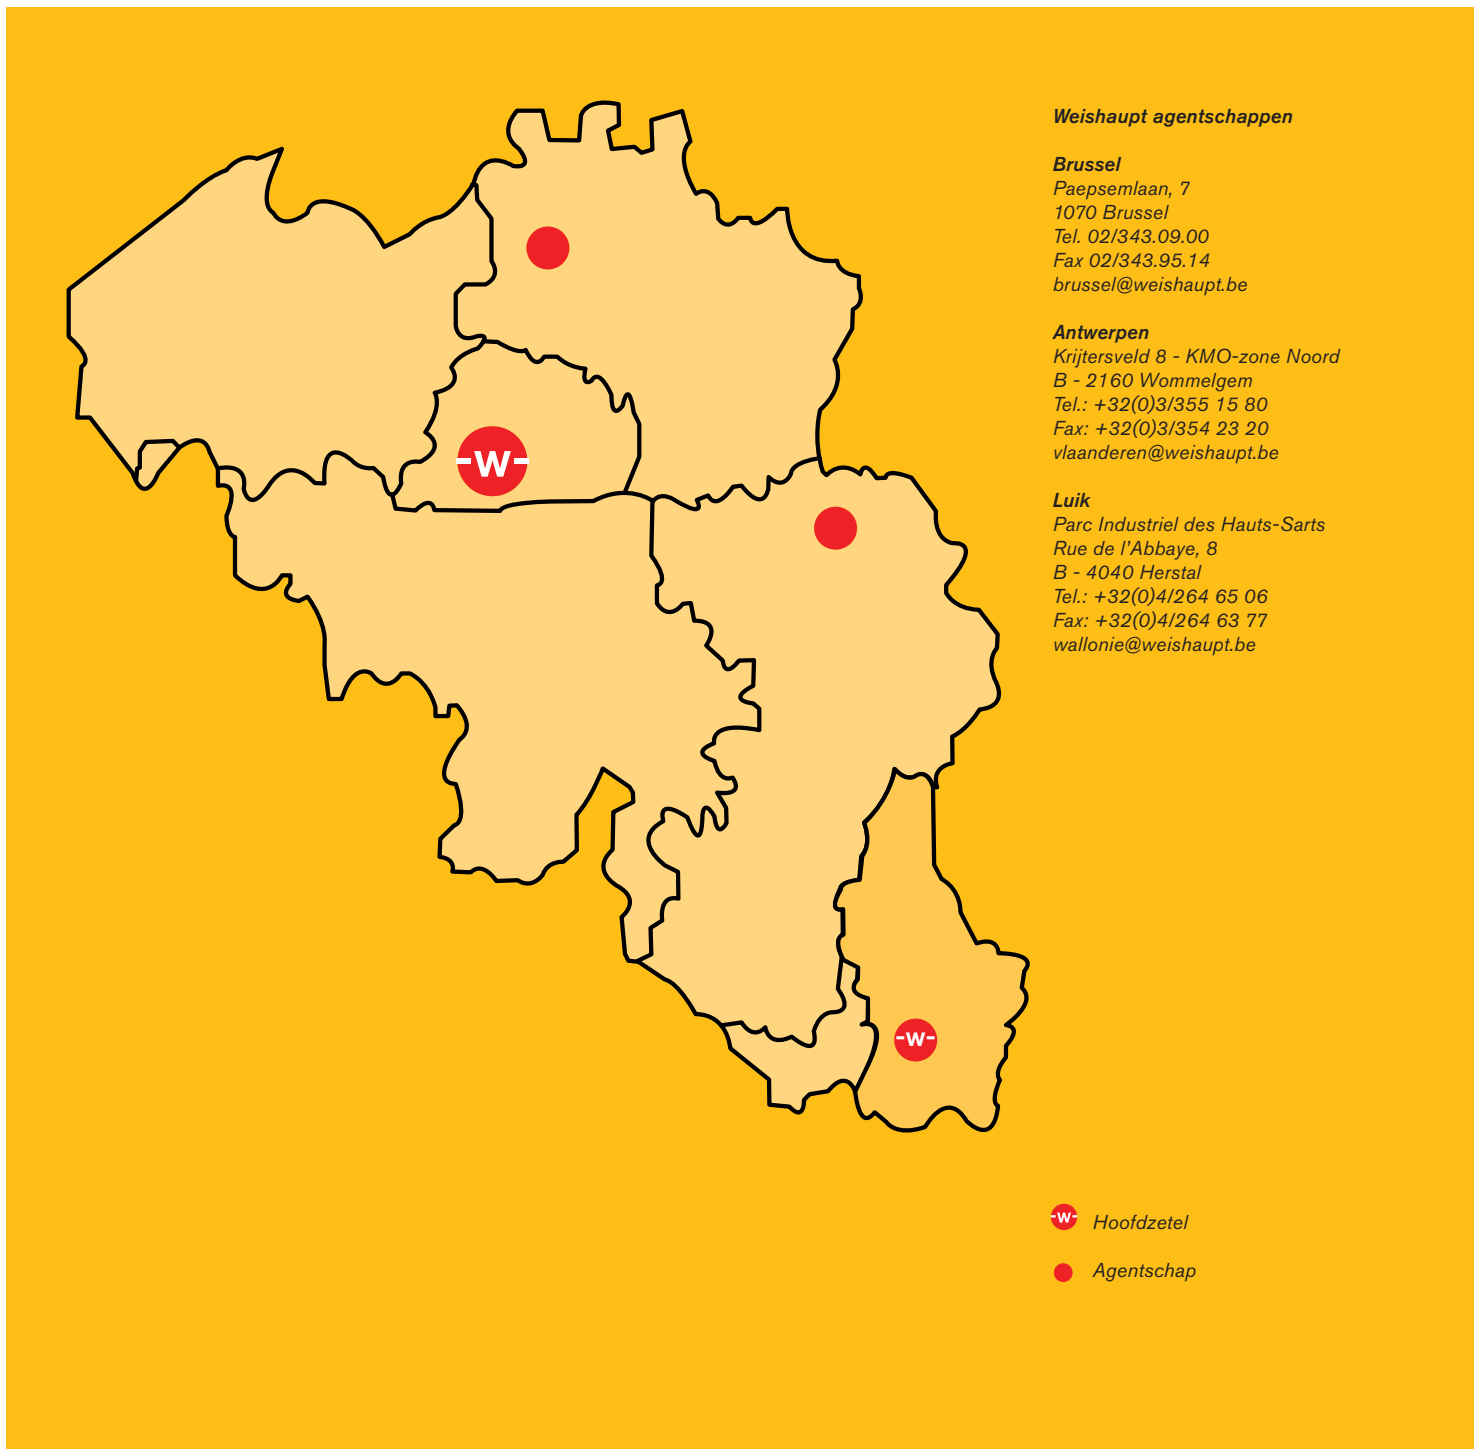 Weishaupt agentschappen
Brussel
Paepsemlaan, 7
1070 Brussel
Tel. 02/343.09.00
Fax 02/343.95.14
brussel@weishaupt.be
Antwerpen
Krijtersveld 8 - KMO-zone Noord
B - 2160 Wommelgem
Tel.: +32(0)3/355 15 80
Fax: +32(0)3/354 23 20
vlaanderen@weishaupt.be
Luik
Parc Industriel des Hauts-Sarts
Rue de l'Abbaye, 8
B - 4040 Herstal
Tel.: +32(0)4/264 65 06
Fax: +32(0)4/264 63 77
wallonie@weishaupt.be
-W-
-W-
-W- Hoofdzetel
Agentschap